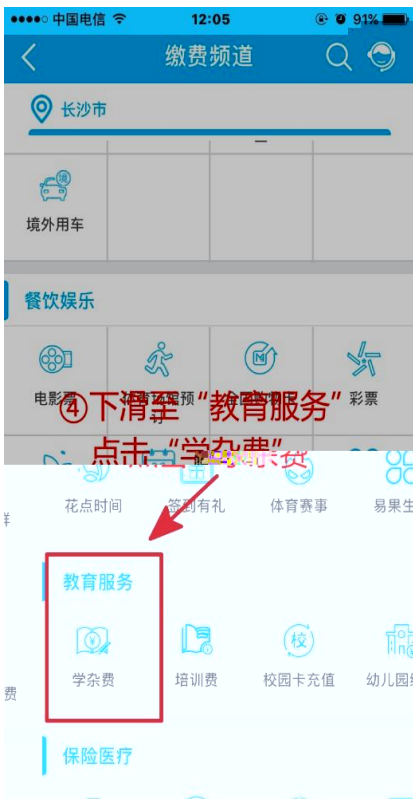 中国电信 12:05 91%
缴费频道
长沙市
境外用车
餐饮娱乐
电影票 彩票
④下滑至“教育服务”
点击“学杂费”
花点时间 签到有礼 体育赛事 易果生
群
教育服务
学杂费 培训费 校园卡充值 幼儿园
费
保险医疗